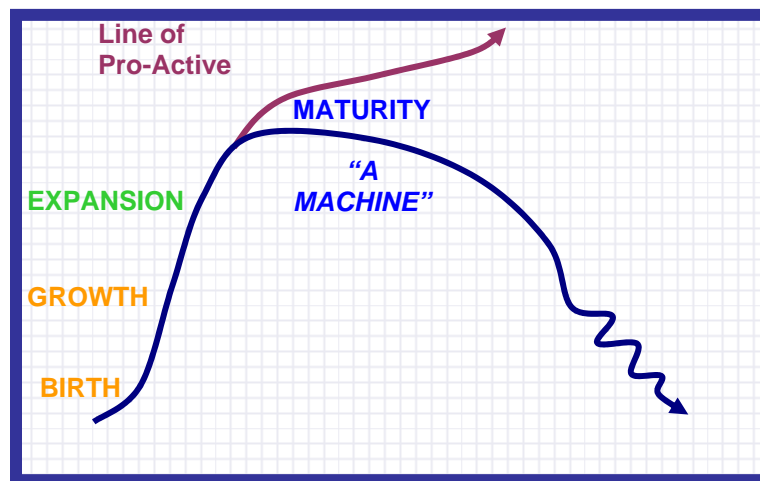 Line of
Pro-Active
MATURITY
“A
MACHINE”
EXPANSION
GROWTH
BIRTH